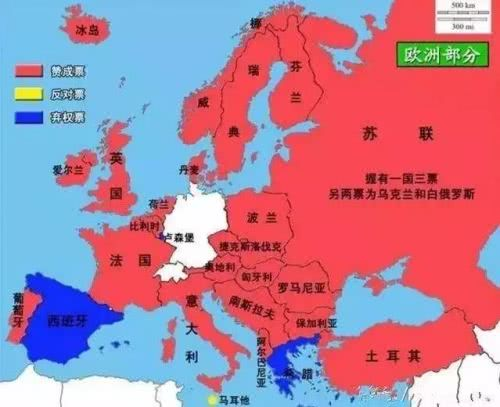 500 km
300 mi
欧洲部分
赞成票
反对票
弃权票
冰岛
挪
威
瑞
典
芬
兰
苏 联
握有一国三票
另两票为乌克兰和白俄罗斯
爱尔兰
英
国
丹麦
荷兰
比利时
卢森堡
波 兰
捷克斯洛伐克
法 国
奥地利
匈牙利
罗马尼亚
南斯拉夫
保加利亚
意
大
利
葡
萄
牙
西班牙
阿
尔
巴
尼
亚
希 腊
土 耳 其
马耳他